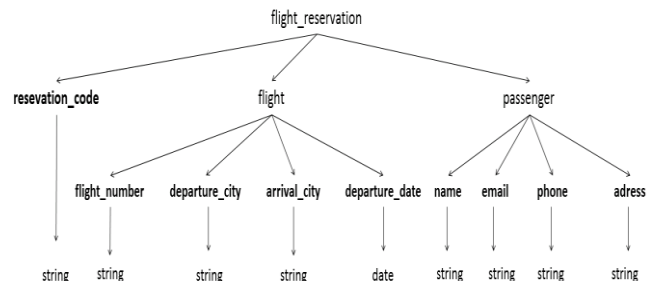 flight_reservation
resevation_code flight passenger
flight_number departure_city arrival_city departure_date name email phone adress
string string string string date string string string string